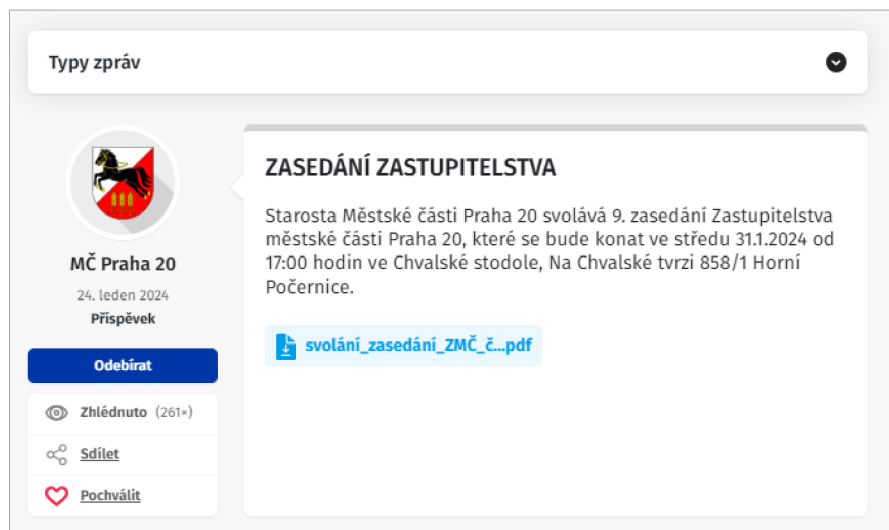 Typy zpráv
MČ Praha 20
24. leden 2024
Příspěvek
Odebírat
Zhlédnuto (261×)
Sdílet
Pochválit
ZASEDÁNÍ ZASTUPITELSTVA
Starosta Městské části Praha 20 svolává 9. zasedání Zastupitelstva
městské části Praha 20, které se bude konat ve středu 31.1.2024 od
17:00 hodin ve Chvalské stodole, Na Chvalské tvrzi 858/1 Horní
Počernice.
svolání_zasedání_ZMČ_č...pdf